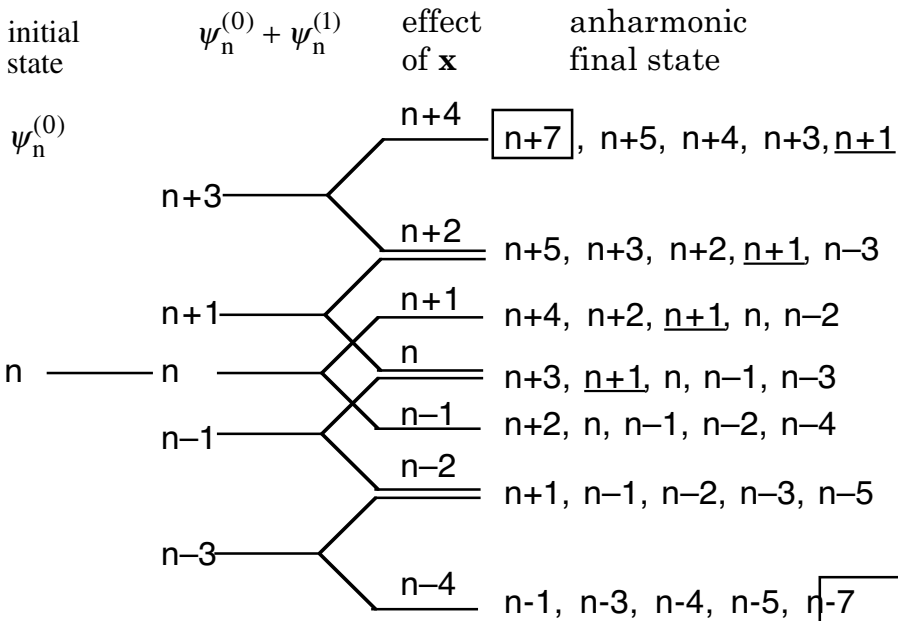 initial state
ψn(0) + ψn(1)
effect of x
anharmonic final state
ψn(0)
n+4
n+7 , n+5, n+4, n+3, n+1
n+3
n+2
n+5, n+3, n+2, n+1, n–3
n+1
n+1
n+4, n+2, n+1, n, n–2
n
n
n
n+3, n+1, n, n–1, n–3
n–1
n–1
n+2, n, n–1, n–2, n–4
n–2
n+1, n–1, n–2, n–3, n–5
n–3
n–4
n-1, n-3, n-4, n-5, n-7